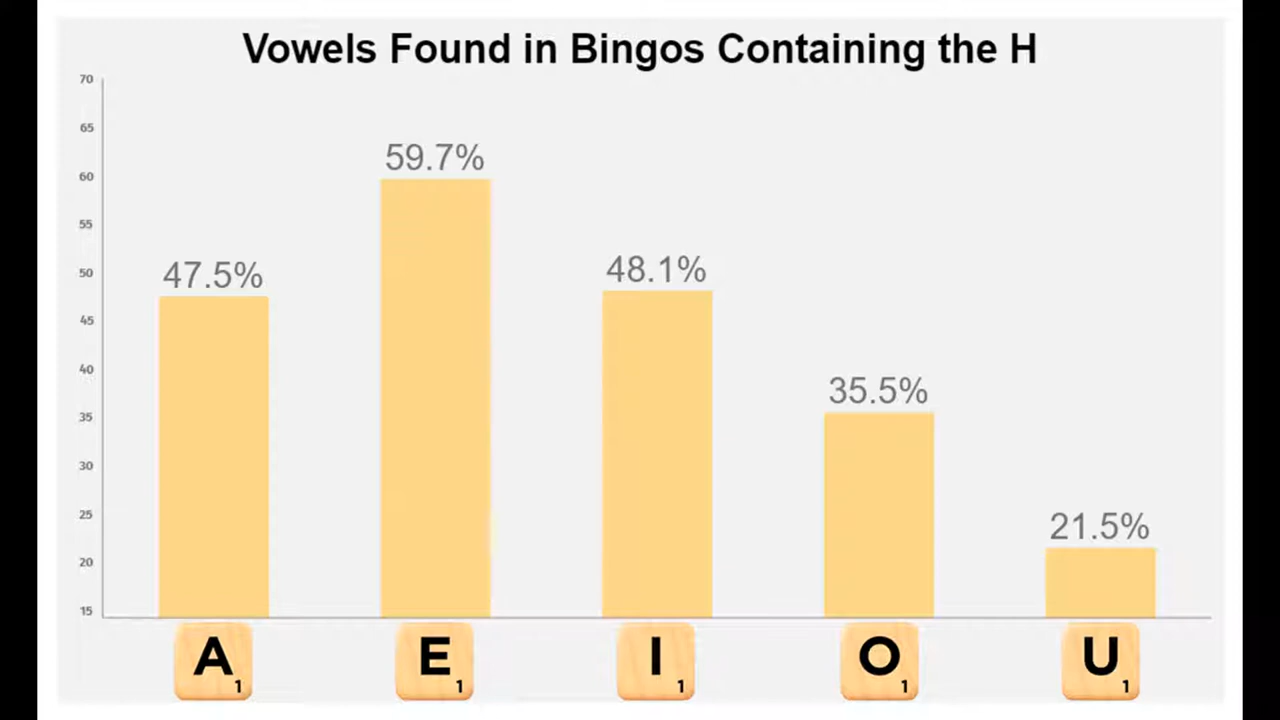 Vowels Found in Bingos Containing the H
70
65
60
55
50
45
40
35
30
25
20
15
47.5%
59.7%
48.1%
35.5%
21.5%
A1
E1
I1
O1
U1